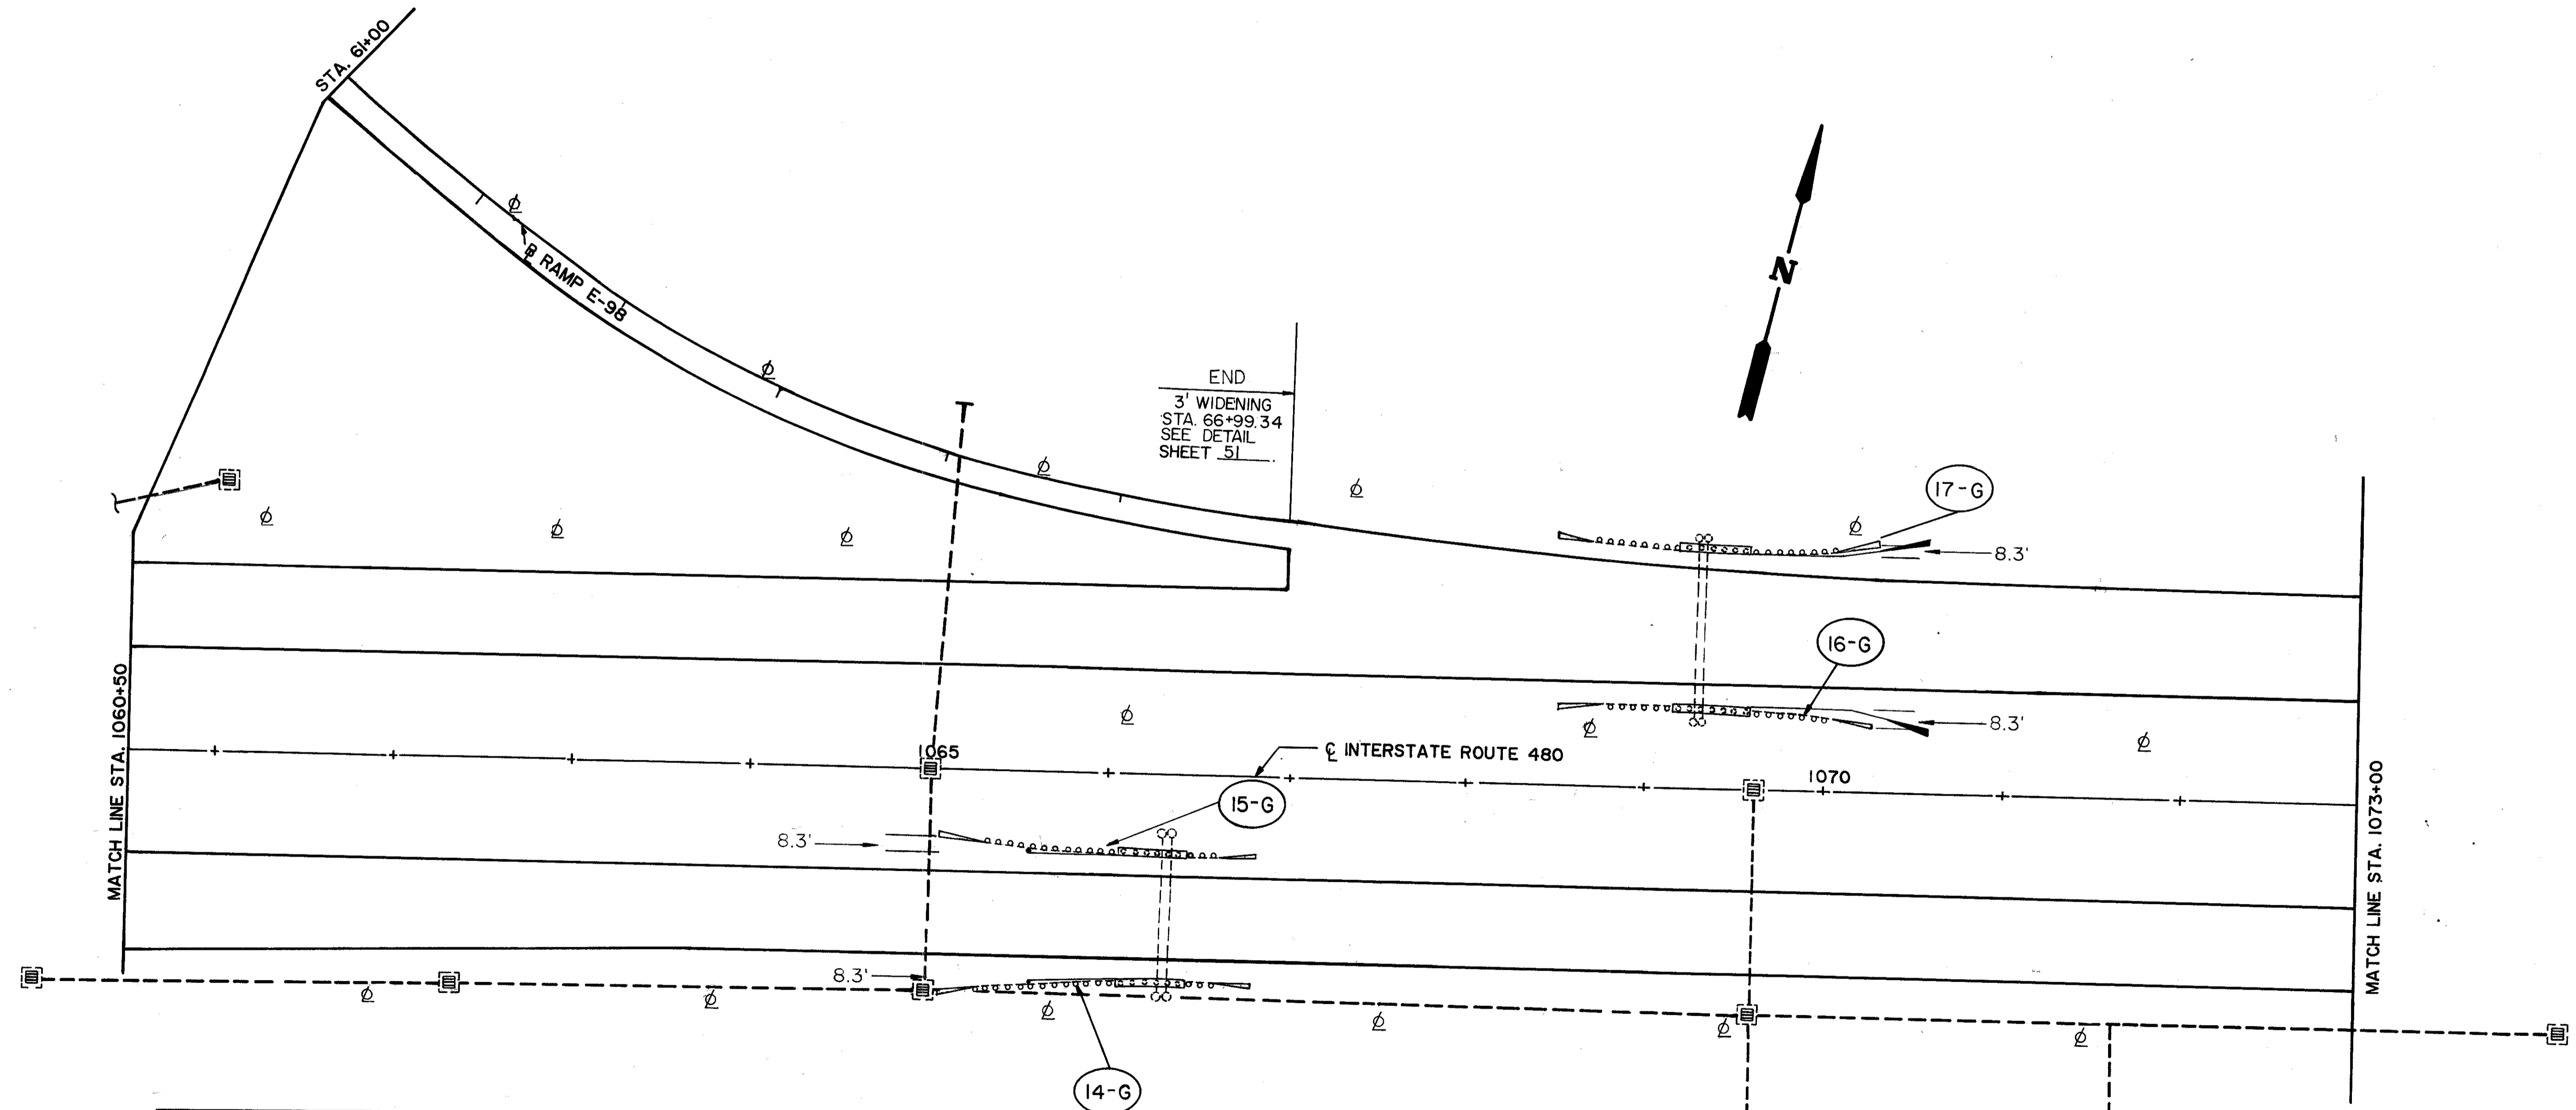 STA. 61+00
℄ RAMP E-98
END
3' WIDENING
STA. 66+99.34
SEE DETAIL
SHEET 51
N
17-G
8.3'
16-G
8.3'
MATCH LINE STA. 1060+50
1065
℄ INTERSTATE ROUTE 480
1070
15-G
8.3'
MATCH LINE STA. 1073+00
8.3'
14-G